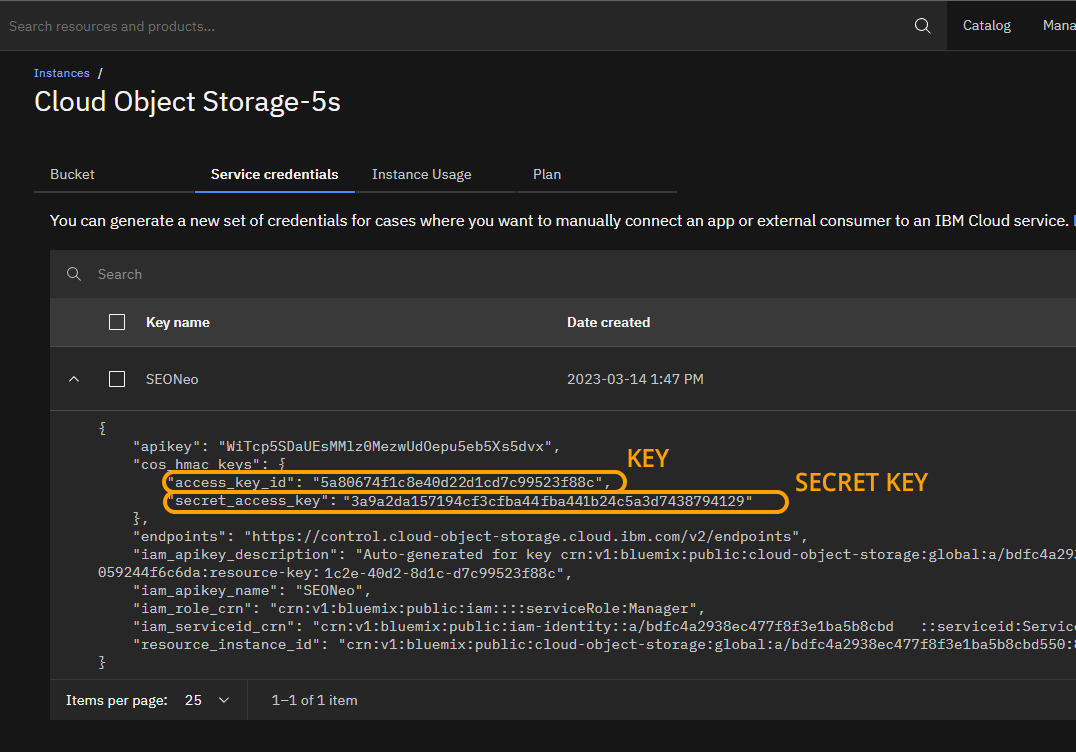 Search resources and products...
Catalog
Mana
Instances /
Cloud Object Storage-5s
Bucket
Service credentials
Instance Usage
Plan
You can generate a new set of credentials for cases where you want to manually connect an app or external consumer to an IBM Cloud service.
Search
Key name
Date created
SEONeo
2023-03-14 1:47 PM
{
"apikey": "WiTcp5SDaUEsMMlz0MezwUdOepu5eb5Xs5dvx",
"cos_hmac_keys": {
"access_key_id": "5a80674f1c8e40d22d1cd7c99523f88c",
KEY
"secret_access_key": "3a9a2da157194cf3cfba44fba441b24c5a3d7438794129"
SECRET KEY
},
"endpoints": "https://control.cloud-object-storage.cloud.ibm.com/v2/endpoints",
"iam_apikey_description": "Auto-generated for key crn:v1:bluemix:public:cloud-object-storage:global:a/bdfc4a293
059244f6c6da:resource-key: 1c2e-40d2-8d1c-d7c99523f88c",
"iam_apikey_name": "SEONeo",
"iam_role_crn": "crn:v1:bluemix:public:iam::::serviceRole:Manager",
"iam_serviceid_crn": "crn:v1:bluemix:public:iam-identity::a/bdfc4a2938ec477f8f3e1ba5b8cbd ::serviceid:Service
"resource_instance_id": "crn:v1:bluemix:public:cloud-object-storage:global:a/bdfc4a2938ec477f8f3e1ba5b8cbd550:
}
Items per page: 25
1–1 of 1 item